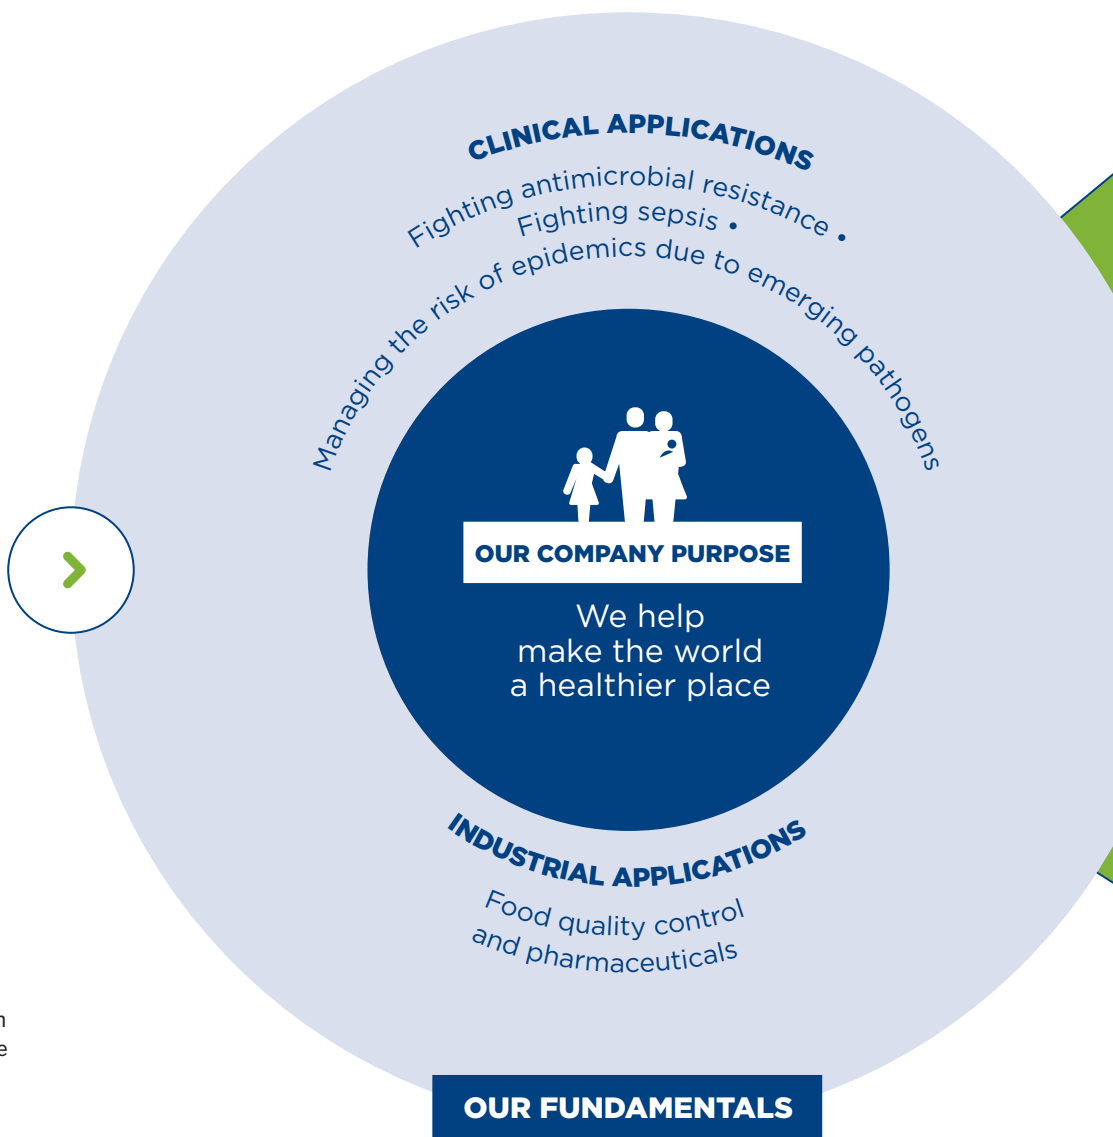 CLINICAL APPLICATIONS
Fighting antimicrobial resistance •
Fighting sepsis •
Managing the risk of epidemics due to emerging pathogens
OUR COMPANY PURPOSE
We help
make the world
a healthier place
INDUSTRIAL APPLICATIONS
Food quality control
and pharmaceuticals
OUR FUNDAMENTALS